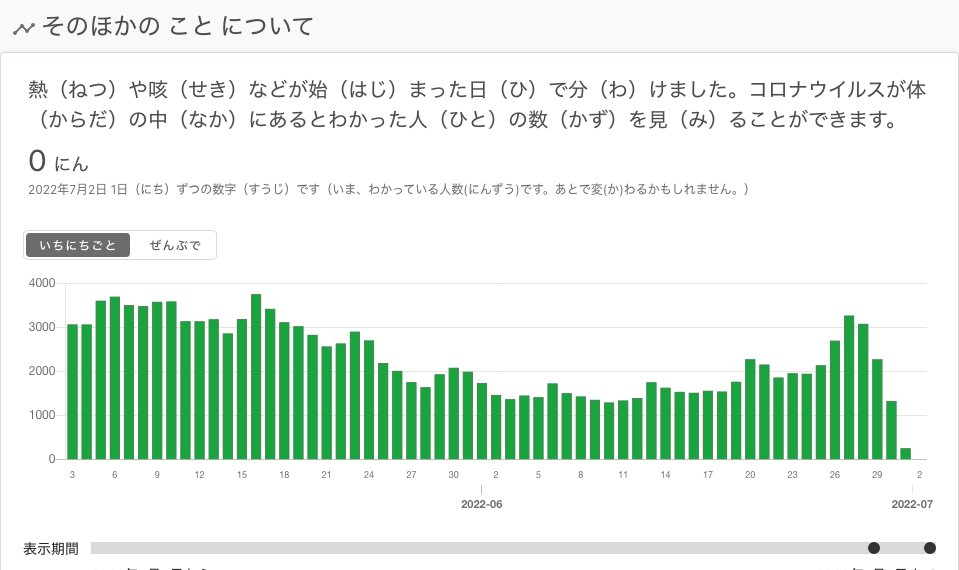 そのほかの こと について
熱（ねつ）や咳（せき）などが始（はじ）まった日（ひ）で分（わ）けました。コロナウイルスが体
（からだ）の中（なか）にあるとわかった人（ひと）の数（かず）を見（み）ることができます。
0 にん
2022年7月2日 1日（にち）ずつの数字（すうじ）です（いま、わかっている人数(にんずう)です。あとで変(か)わるかもしれません。）
いちにちごと ぜんぶで
4000
3000
2000
1000
0
3 6 9 12 15 18 21 24 27 30 2 5 8 11 14 17 20 23 26 29 2
2022-06 2022-07
表示期間